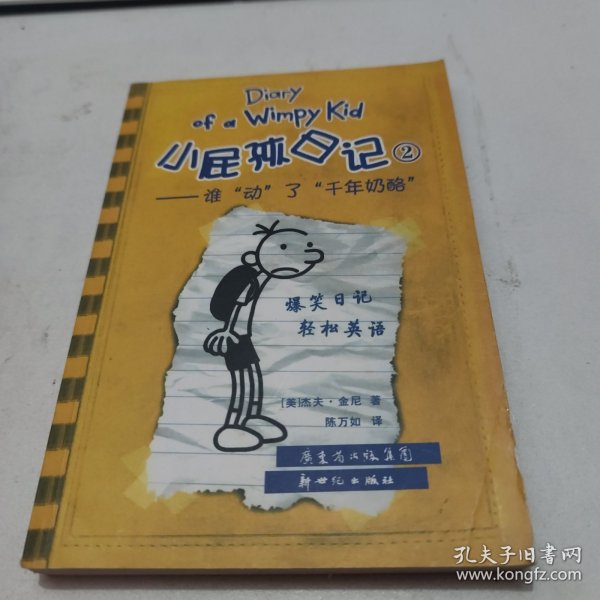 Diary
of a Wimpy Kid
小屁孩日记②
——谁“动”了“千年奶酪”
爆笑日记
轻松英语
[美]杰夫·金尼 著
陈万如 译
广东省出版集团
新世纪出版社
孔夫子旧书网
www.kongfz.com